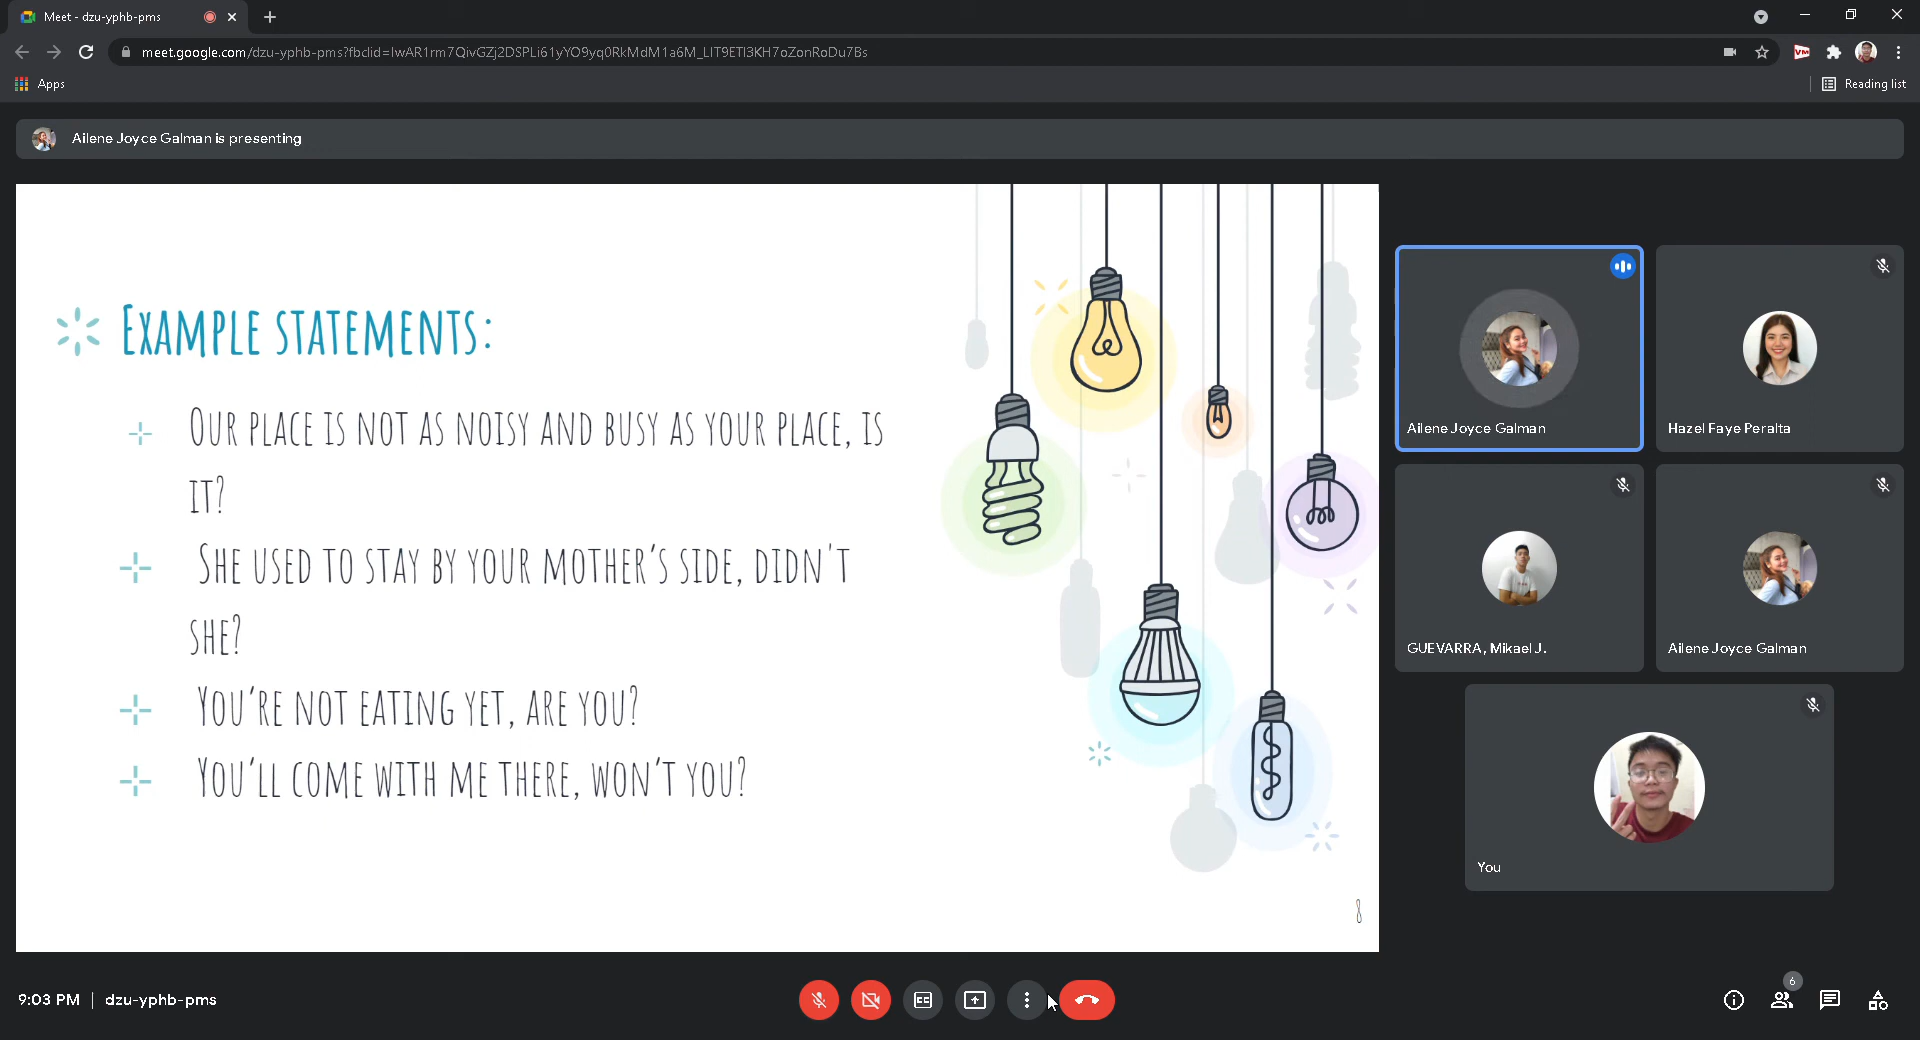 Meet - dzu-yphb-pms
meet.google.com/dzu-yphb-pms?fbclid=IwAR1rm7QivGZj2DSPLi61yYO9yq0RkMdM1a6M_LIT9ETI3KH7oZonRoDu7Bs
VM
Apps
Reading list
Ailene Joyce Galman is presenting
EXAMPLE STATEMENTS:
OUR PLACE IS NOT AS NOISY AND BUSY AS YOUR PLACE, IS
IT?
SHE USED TO STAY BY YOUR MOTHER'S SIDE, DIDN'T
SHE?
YOU'RE NOT EATING YET, ARE YOU?
YOU'LL COME WITH ME THERE, WON'T YOU?
8
Ailene Joyce Galman
Hazel Faye Peralta
GUEVARRA, Mikael J.
Ailene Joyce Galman
You
9:03 PM | dzu-yphb-pms
CC
6